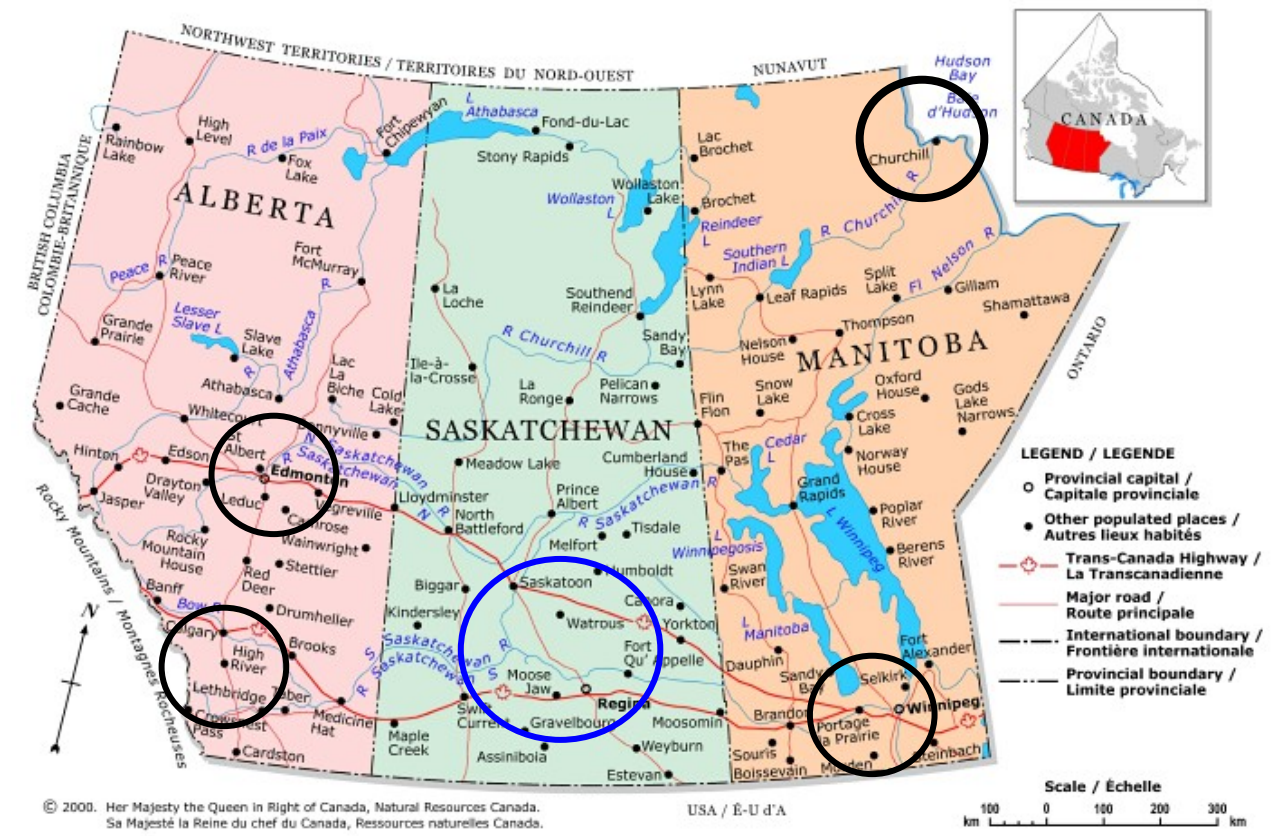 NORTHWEST TERRITORIES / TERRITOIRES DU NORD-OUEST
NUNAVUT
Hudson
Bay
Baie
d'Hudson
CANADA
BRITISH COLUMBIA
COLOMBIE-BRITANNIQUE
ALBERTA
Rainbow
Lake
High
Level
R de la Paix
Fox
Lake
Fort
Chipewyan
L
Athabasca
Peace R
Peace
River
Fort
McMurray
Grande
Prairie
Lesser
Slave L
Slave
Lake
R
Athabasca
R
Athabasca
Lac
La
Biche
Cold
Lake
Grande
Cache
Whitecourt
Bonnyville
St
Albert
Edmonton
N Saskatchewan R
R Saskatchewan N
Hinton
Edson
Jasper
Drayton
Valley
Leduc
Camrose
Vegreville
Wainwright
Rocky
Mountain
House
Red
Deer
Stettler
Banff
Bow R
Drumheller
Calgary
High
River
Brooks
Lethbridge
Taber
Medicine
Hat
Crowsnest
Pass
Cardston
Rocky Mountains / Montagnes Rocheuses
N
SASKATCHEWAN
Fond-du-Lac
Stony Rapids
Wollaston
L
Wollaston
Lake
La
Loche
Southend
Reindeer
Sandy
Bay
R Churchill R
Ile-à-
la-Crosse
La
Ronge
Pelican
Narrows
Meadow Lake
Cumberland
House
Lloydminster
North
Battleford
Prince
Albert
R Saskatchewan R
Tisdale
Melfort
Biggar
Saskatoon
Humboldt
Kindersley
Watrous
Canora
Yorkton
S Saskatchewan R
R Saskatchewan S
Fort
Qu' Appelle
Moose
Jaw
Regina
Swift
Current
Gravelbourg
Moosomin
Maple
Creek
Assiniboia
Weyburn
Estevan
MANITOBA
Lac
Brochet
Brochet
Reindeer
L
Churchill
R Churchill R
Southern
Indian L
Lynn
Lake
Leaf Rapids
Split
Lake
Fl Nelson R
Gillam
Shamattawa
Nelson
House
Thompson
Snow
Lake
Oxford
House
Gods
Lake
Narrows
Flin
Flon
Cross
Lake
The
Pas
Cedar
L
Norway
House
Grand
Rapids
L Winnipeg
Poplar
River
L
Winnipegosis
Berens
River
Swan
River
L
Manitoba
Dauphin
Fort
Alexander
Sandy
Bay
Selkirk
Winnipeg
Brandon
Portage
la Prairie
Steinbach
Souris
Morden
Boissevain
ONTARIO
USA / É-U d'A
LEGEND / LEGENDE
Provincial capital /
Capitale provinciale
Other populated places /
Autres lieux habités
Trans-Canada Highway /
La Transcanadienne
Major road /
Route principale
International boundary /
Frontière internationale
Provincial boundary /
Limite provinciale
Scale / Échelle
100 0 100 200 300
km km
© 2000. Her Majesty the Queen in Right of Canada, Natural Resources Canada.
Sa Majesté la Reine du chef du Canada, Ressources naturelles Canada.